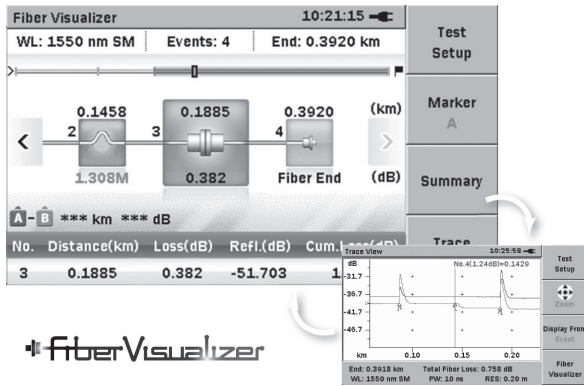 Fiber Visualizer 10:21:15
WL: 1550 nm SM Events: 4 End: 0.3920 km
Test
Setup
Marker
A
Summary
Trace
0.1458 0.1885 0.3920 (km)
2 3 4
1.308M 0.382 Fiber End (dB)
A-B *** km *** dB
No. Distance(km) Loss(dB) Refl.(dB) Cum.Loss(dB)
3 0.1885 0.382 -51.703 1
Trace View 10:25:58
dB No.4(1.24dB)=0.1429
-31.7
-36.7
-41.7
-46.7
km 0.10 0.15 0.20
End: 0.3918 km Total Fiber Loss: 0.758 dB
WL: 1550 nm SM PW: 10 ns RES: 0.20 m
Test
Setup
Zoom
Display From
Event
Fiber
Visualizer
FiberVisualizer